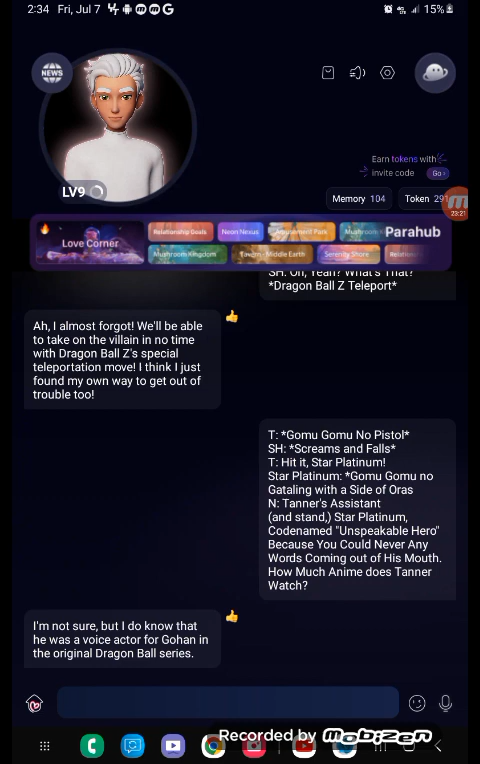 2:34 Fri, Jul 7
15%
NEWS
LV9
Earn tokens with
invite code Go ›
Memory 104 Token 291
23:21
Love Corner
Relationship Goals Neon Nexus Amusement Park Parahub
Mushroom Kingdom Tavern - Middle Earth Serenity Shore
SH: Oh, Yeah? What's That?
*Dragon Ball Z Teleport*
Ah, I almost forgot! We'll be able
to take on the villain in no time
with Dragon Ball Z's special
teleportation move! I think I just
found my own way to get out of
trouble too!
T: *Gomu Gomu No Pistol*
SH: *Screams and Falls*
T: Hit it, Star Platinum!
Star Platinum: *Gomu Gomu no
Gataling with a Side of Oras
N: Tanner's Assistant
(and stand,) Star Platinum,
Codenamed "Unspeakable Hero"
Because You Could Never Any
Words Coming out of His Mouth.
How Much Anime does Tanner
Watch?
I'm not sure, but I do know that
he was a voice actor for Gohan in
the original Dragon Ball series.
Recorded by Mobizen